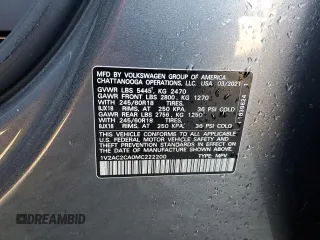 MFD BY VOLKSWAGEN GROUP OF AMERICA
CHATTANOOGA OPERATIONS, LLC USA 03/2021
GVWR LBS 5445, KG 2470
GAWR FRONT LBS 2800, KG 1270
WITH 245/60R18 TIRES,
8JX18 RIMS, AT 250 KPA, 36 PSI COLD
GAWR REAR LBS 2756, KG 1250
WITH 245/60R18 TIRES,
8JX18 RIMS, AT 250 KPA, 36 PSI COLD
THIS VEHICLE CONFORMS TO ALL APPLICABLE
U.S. FEDERAL MOTOR VEHICLE SAFETY
STANDARDS IN EFFECT ON THE DATE OF
MANUFACTURE SHOWN ABOVE.
1V2AC2CA0MC222200 TYPE: MPV
DREAMBID